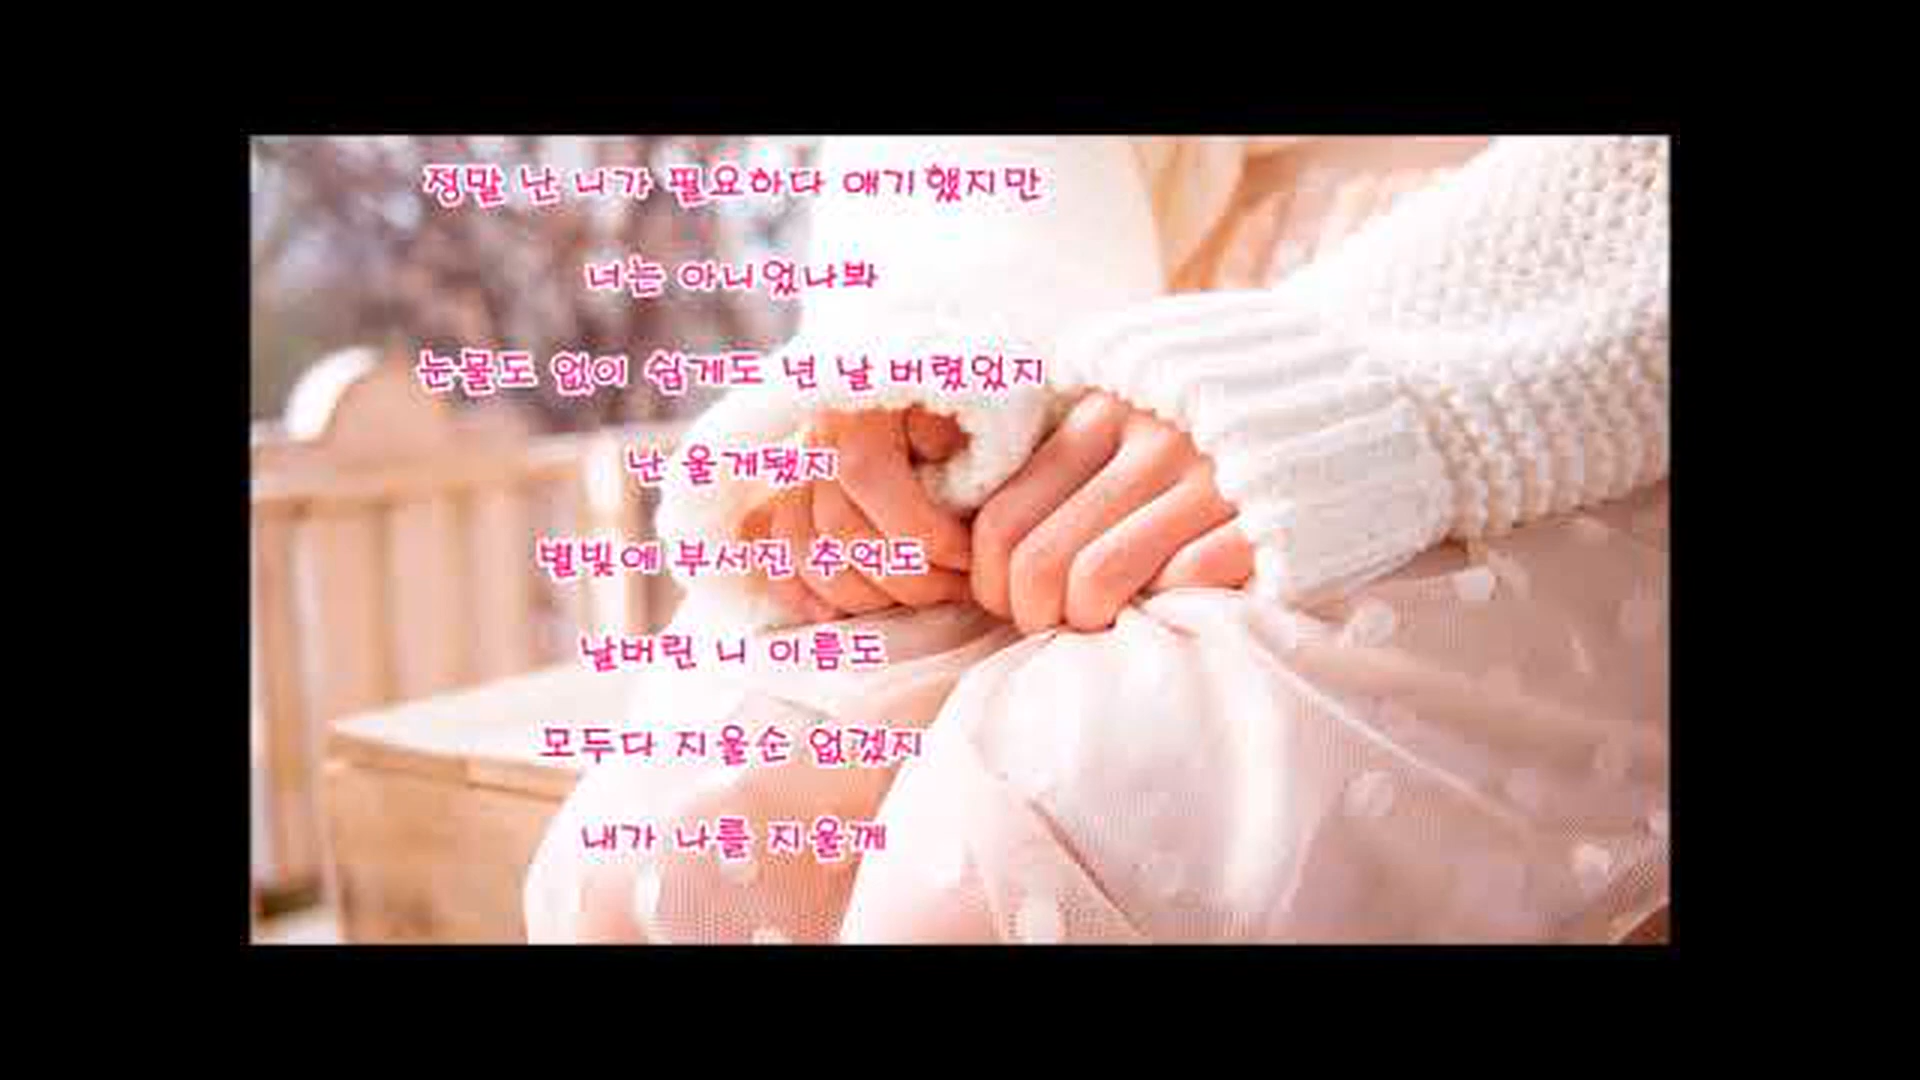 정말 난 니가 필요하다 얘기했지만
너는 아니었나봐
눈물도 없이 쉽게도 넌 날 버렸었지
난 울게됐지
별빛에 부서진 추억도
날버린 니 이름도
모두다 지울순 없겠지
내가 나를 지울께